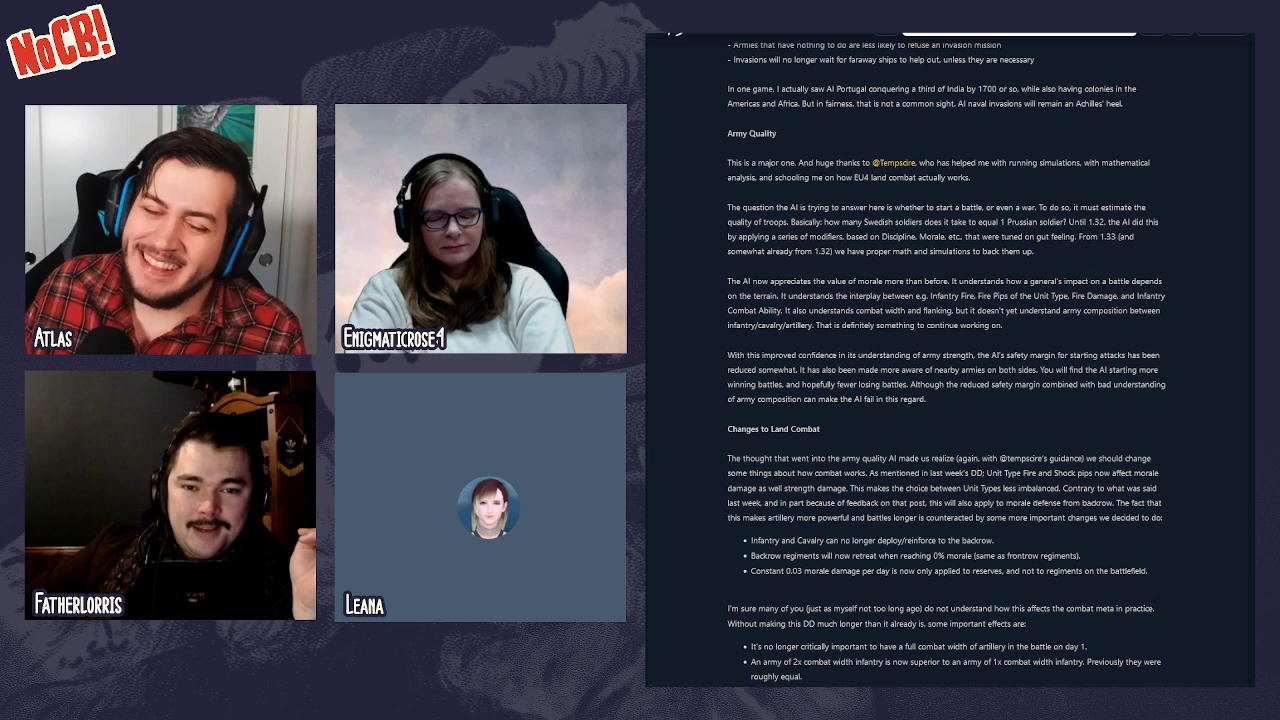 NoCB!
Atlas
Enigmaticrose4
Fatherlorris
Leana
- Armies that have nothing to do are less likely to refuse an invasion mission
- Invasions will no longer wait for faraway ships to help out, unless they are necessary
In one game, I actually saw AI Portugal conquering a third of India by 1700 or so, while also having colonies in the
Americas and Africa. But in fairness, that is not a common sight. AI naval invasions will remain an Achilles' heel.
Army Quality
This is a major one. And huge thanks to @Tempscire, who has helped me with running simulations, with mathematical
analysis, and schooling me on how EU4 land combat actually works.
The question the AI is trying to answer here is whether to start a battle, or even a war. To do so, it must estimate the
quality of troops. Basically: how many Swedish soldiers does it take to equal 1 Prussian soldier? Until 1.32, the AI did this
by applying a series of modifiers, based on Discipline, Morale, etc.. that were tuned on gut feeling. From 1.33 (and
somewhat already from 1.32) we have proper math and simulations to back them up.
The AI now appreciates the value of morale more than before. It understands how a general's impact on a battle depends
on the terrain. It understands the interplay between e.g. Infantry Fire, Fire Pips of the Unit Type, Fire Damage, and Infantry
Combat Ability. It also understands combat width and flanking, but it doesn't yet understand army composition between
infantry/cavalry/artillery. That is definitely something to continue working on.
With this improved confidence in its understanding of army strength, the AI's safety margin for starting attacks has been
reduced somewhat. It has also been made more aware of nearby armies on both sides. You will find the AI starting more
winning battles, and hopefully fewer losing battles. Although the reduced safety margin combined with bad understanding
of army composition can make the AI fail in this regard.
Changes to Land Combat
The thought that went into the army quality AI made us realize (again, with @tempscire's guidance) we should change
some things about how combat works. As mentioned in last week's DD; Unit Type Fire and Shock pips now affect morale
damage as well strength damage. This makes the choice between Unit Types less imbalanced. Contrary to what was said
last week, and in part because of feedback on that post, this will also apply to morale defense from backrow. The fact that
this makes artillery more powerful and battles longer is counteracted by some more important changes we decided to do:
• Infantry and Cavalry can no longer deploy/reinforce to the backrow.
• Backrow regiments will now retreat when reaching 0% morale (same as frontrow regiments).
• Constant 0.03 morale damage per day is now only applied to reserves, and not to regiments on the battlefield.
I'm sure many of you (just as myself not too long ago) do not understand how this affects the combat meta in practice.
Without making this DD much longer than it already is, some important effects are:
• It's no longer critically important to have a full combat width of artillery in the battle on day 1.
• An army of 2x combat width infantry is now superior to an army of 1x combat width infantry. Previously they were
roughly equal.